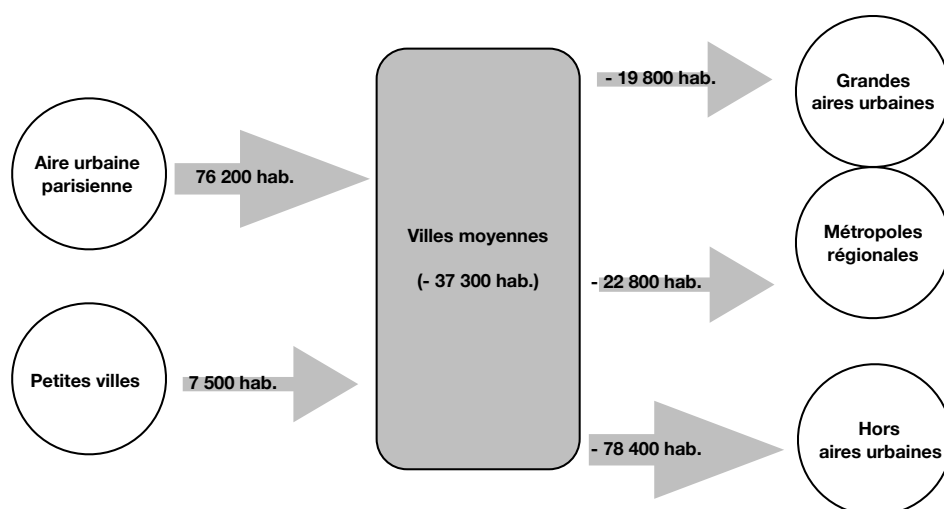 Aire urbaine
parisienne
76 200 hab.
Petites villes
7 500 hab.
Villes moyennes
(- 37 300 hab.)
- 19 800 hab.
Grandes
aires urbaines
- 22 800 hab.
Métropoles
régionales
- 78 400 hab.
Hors
aires urbaines